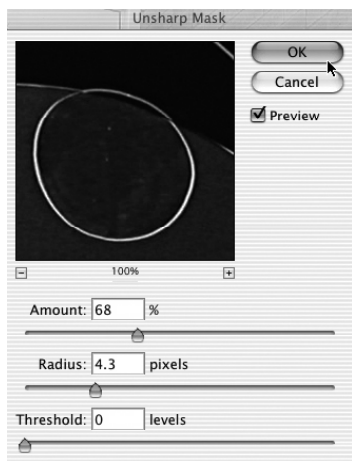 Unsharp Mask
OK
Cancel
Preview
100%
Amount: 68 %
Radius: 4.3 pixels
Threshold: 0 levels